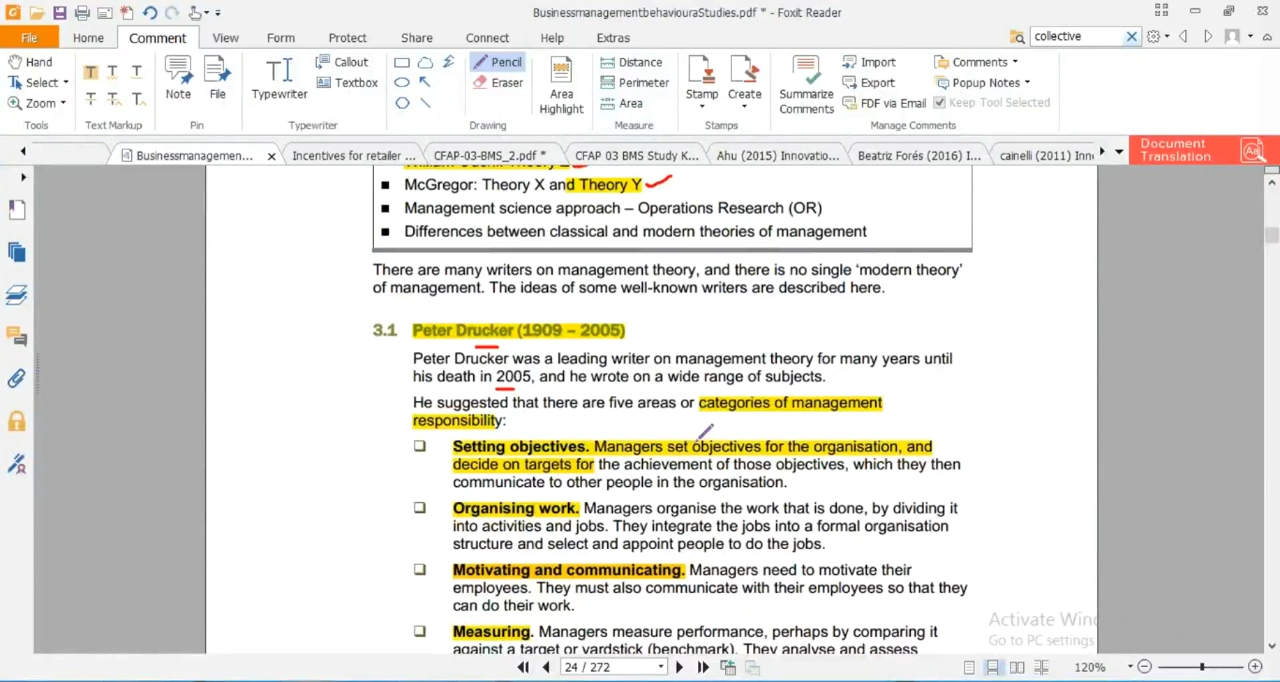 BusinessmanagementbehaviouraStudies.pdf * - Foxit Reader
File Home Comment View Form Protect Share Connect Help Extras collective
Hand
Select
Zoom
Tools
Text Markup
Note
File
Pin
Typewriter
Callout
Textbox
Typewriter
Pencil
Eraser
Drawing
Area
Highlight
Distance
Perimeter
Area
Measure
Stamp
Create
Stamps
Summarize
Comments
Import
Export
FDF via Email
Comments
Popup Notes
Keep Tool Selected
Manage Comments
Businessmanagemen... Incentives for retailer ... CFAP-03-BMS_2.pdf * CFAP 03 BMS Study K... Ahu (2015) Innovatio... Beatriz Forés (2016) I... cainelli (2011) Inn
Document
Translation
■ McGregor: Theory X and Theory Y
■ Management science approach – Operations Research (OR)
■ Differences between classical and modern theories of management
There are many writers on management theory, and there is no single ‘modern theory’
of management. The ideas of some well-known writers are described here.
3.1 Peter Drucker (1909 – 2005)
Peter Drucker was a leading writer on management theory for many years until
his death in 2005, and he wrote on a wide range of subjects.
He suggested that there are five areas or categories of management
responsibility:
❑ Setting objectives. Managers set objectives for the organisation, and
decide on targets for the achievement of those objectives, which they then
communicate to other people in the organisation.
❑ Organising work. Managers organise the work that is done, by dividing it
into activities and jobs. They integrate the jobs into a formal organisation
structure and select and appoint people to do the jobs.
❑ Motivating and communicating. Managers need to motivate their
employees. They must also communicate with their employees so that they
can do their work.
❑ Measuring. Managers measure performance, perhaps by comparing it
against a target or yardstick (benchmark). They analyse and assess
Activate Win
Go to PC settings
24 / 272
120%